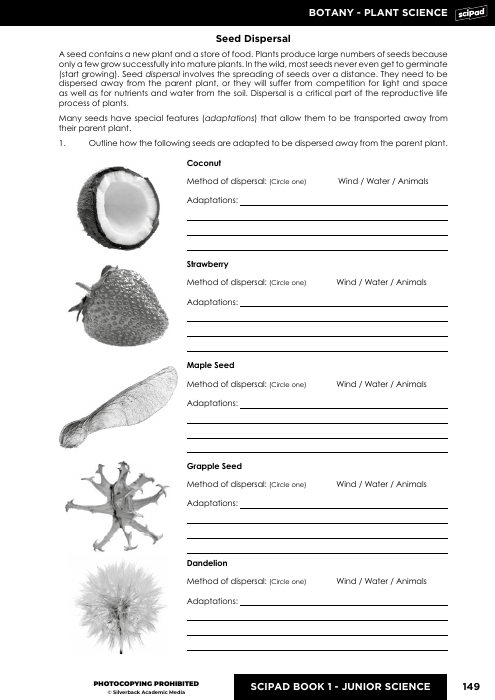 BOTANY - PLANT SCIENCE scipad
Seed Dispersal
A seed contains a new plant and a store of food. Plants produce large numbers of seeds because
only a few grow successfully into mature plants. In the wild, most seeds never even get to germinate
(start growing). Seed dispersal involves the spreading of seeds over a distance. They need to be
dispersed away from the parent plant, or they will suffer from competition for light and space
as well as for nutrients and water from the soil. Dispersal is a critical part of the reproductive life
process of plants.
Many seeds have special features (adaptations) that allow them to be transported away from
their parent plant.
1. Outline how the following seeds are adapted to be dispersed away from the parent plant.
Coconut
Method of dispersal: (Circle one) Wind / Water / Animals
Adaptations:
Strawberry
Method of dispersal: (Circle one) Wind / Water / Animals
Adaptations:
Maple Seed
Method of dispersal: (Circle one) Wind / Water / Animals
Adaptations:
Grapple Seed
Method of dispersal: (Circle one) Wind / Water / Animals
Adaptations:
Dandelion
Method of dispersal: (Circle one) Wind / Water / Animals
Adaptations:
PHOTOCOPYING PROHIBITED
© Silverback Academic Media
SCIPAD BOOK 1 - JUNIOR SCIENCE 149